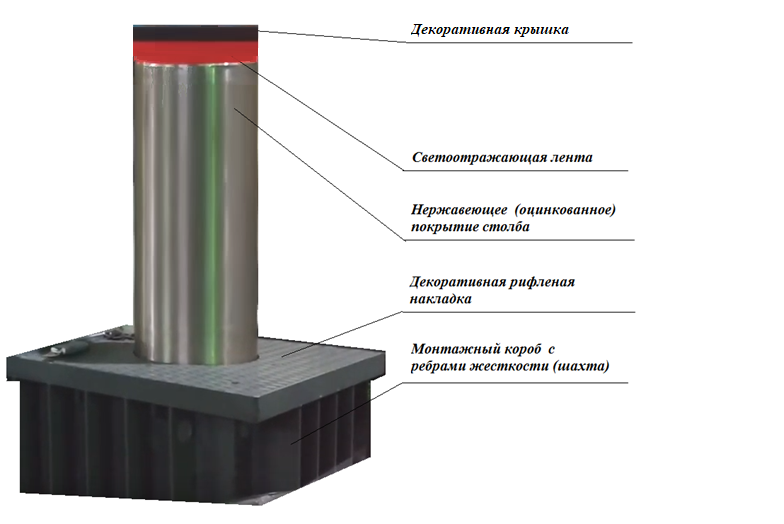 Декоративная крышка
Светоотражающая лента
Нержавеющее (оцинкованное)
покрытие столба
Декоративная рифленая
накладка
Монтажный короб с
ребрами жесткости (шахта)